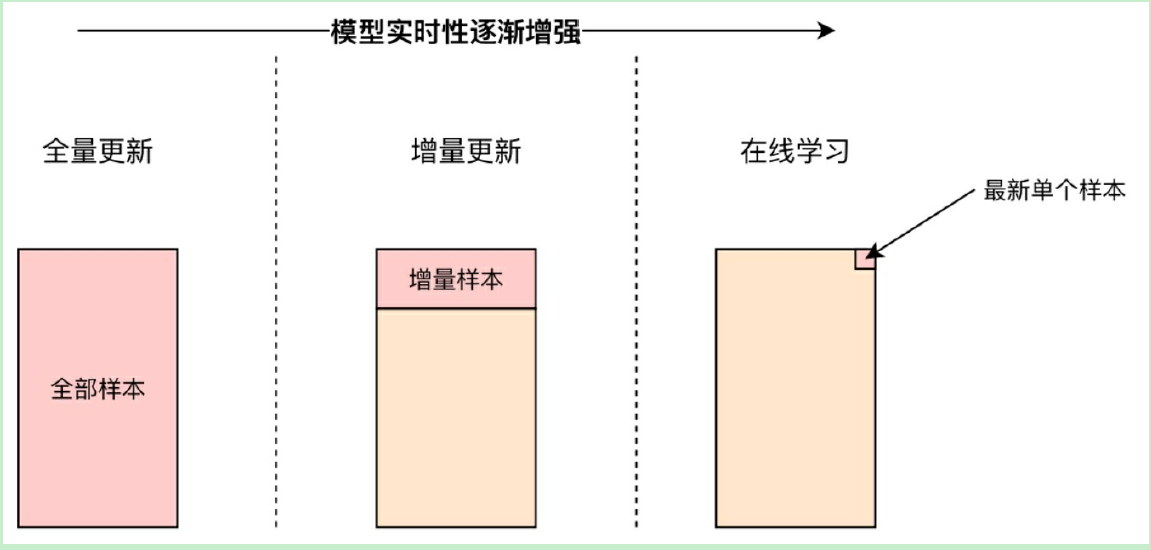 模型实时性逐渐增强
全量更新
增量更新
在线学习
最新单个样本
增量样本
全部样本